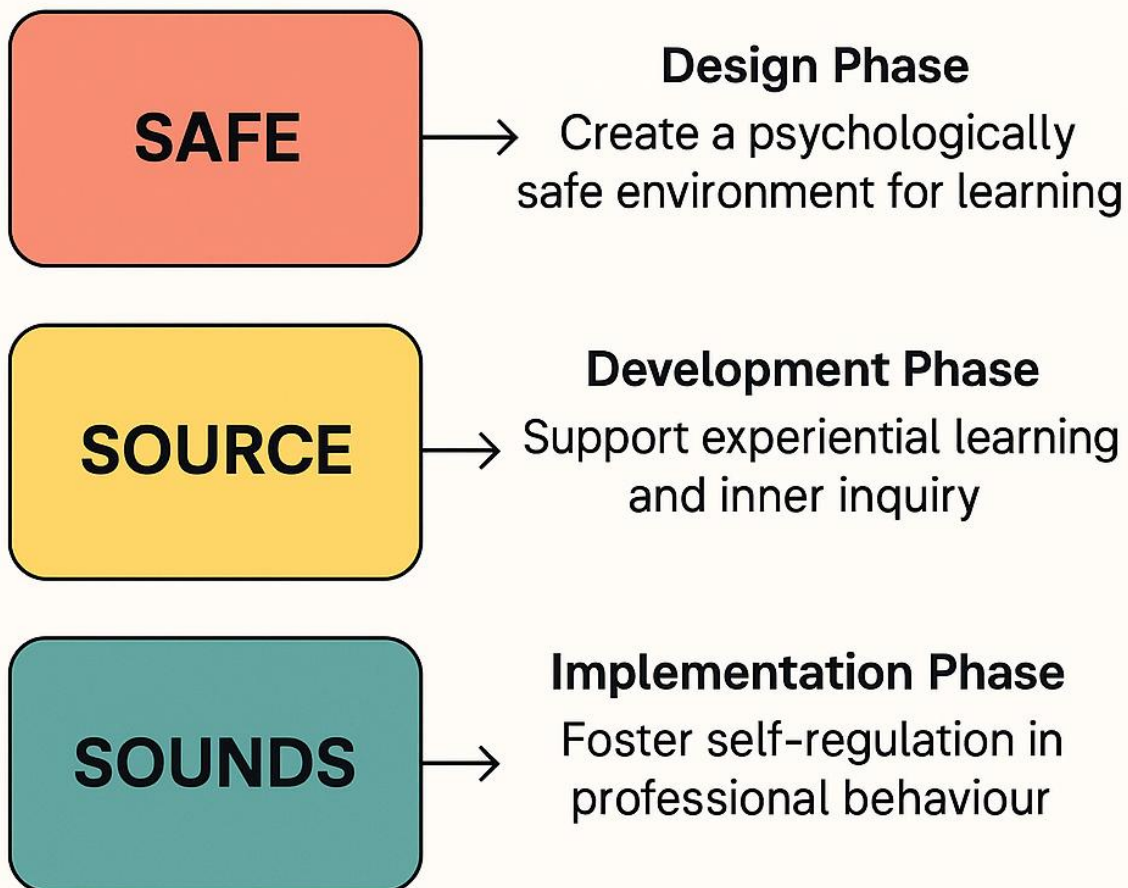 SAFE
Design Phase
Create a psychologically
safe environment for learning
SOURCE
Development Phase
Support experiential learning
and inner inquiry
SOUNDS
Implementation Phase
Foster self-regulation in
professional behaviour